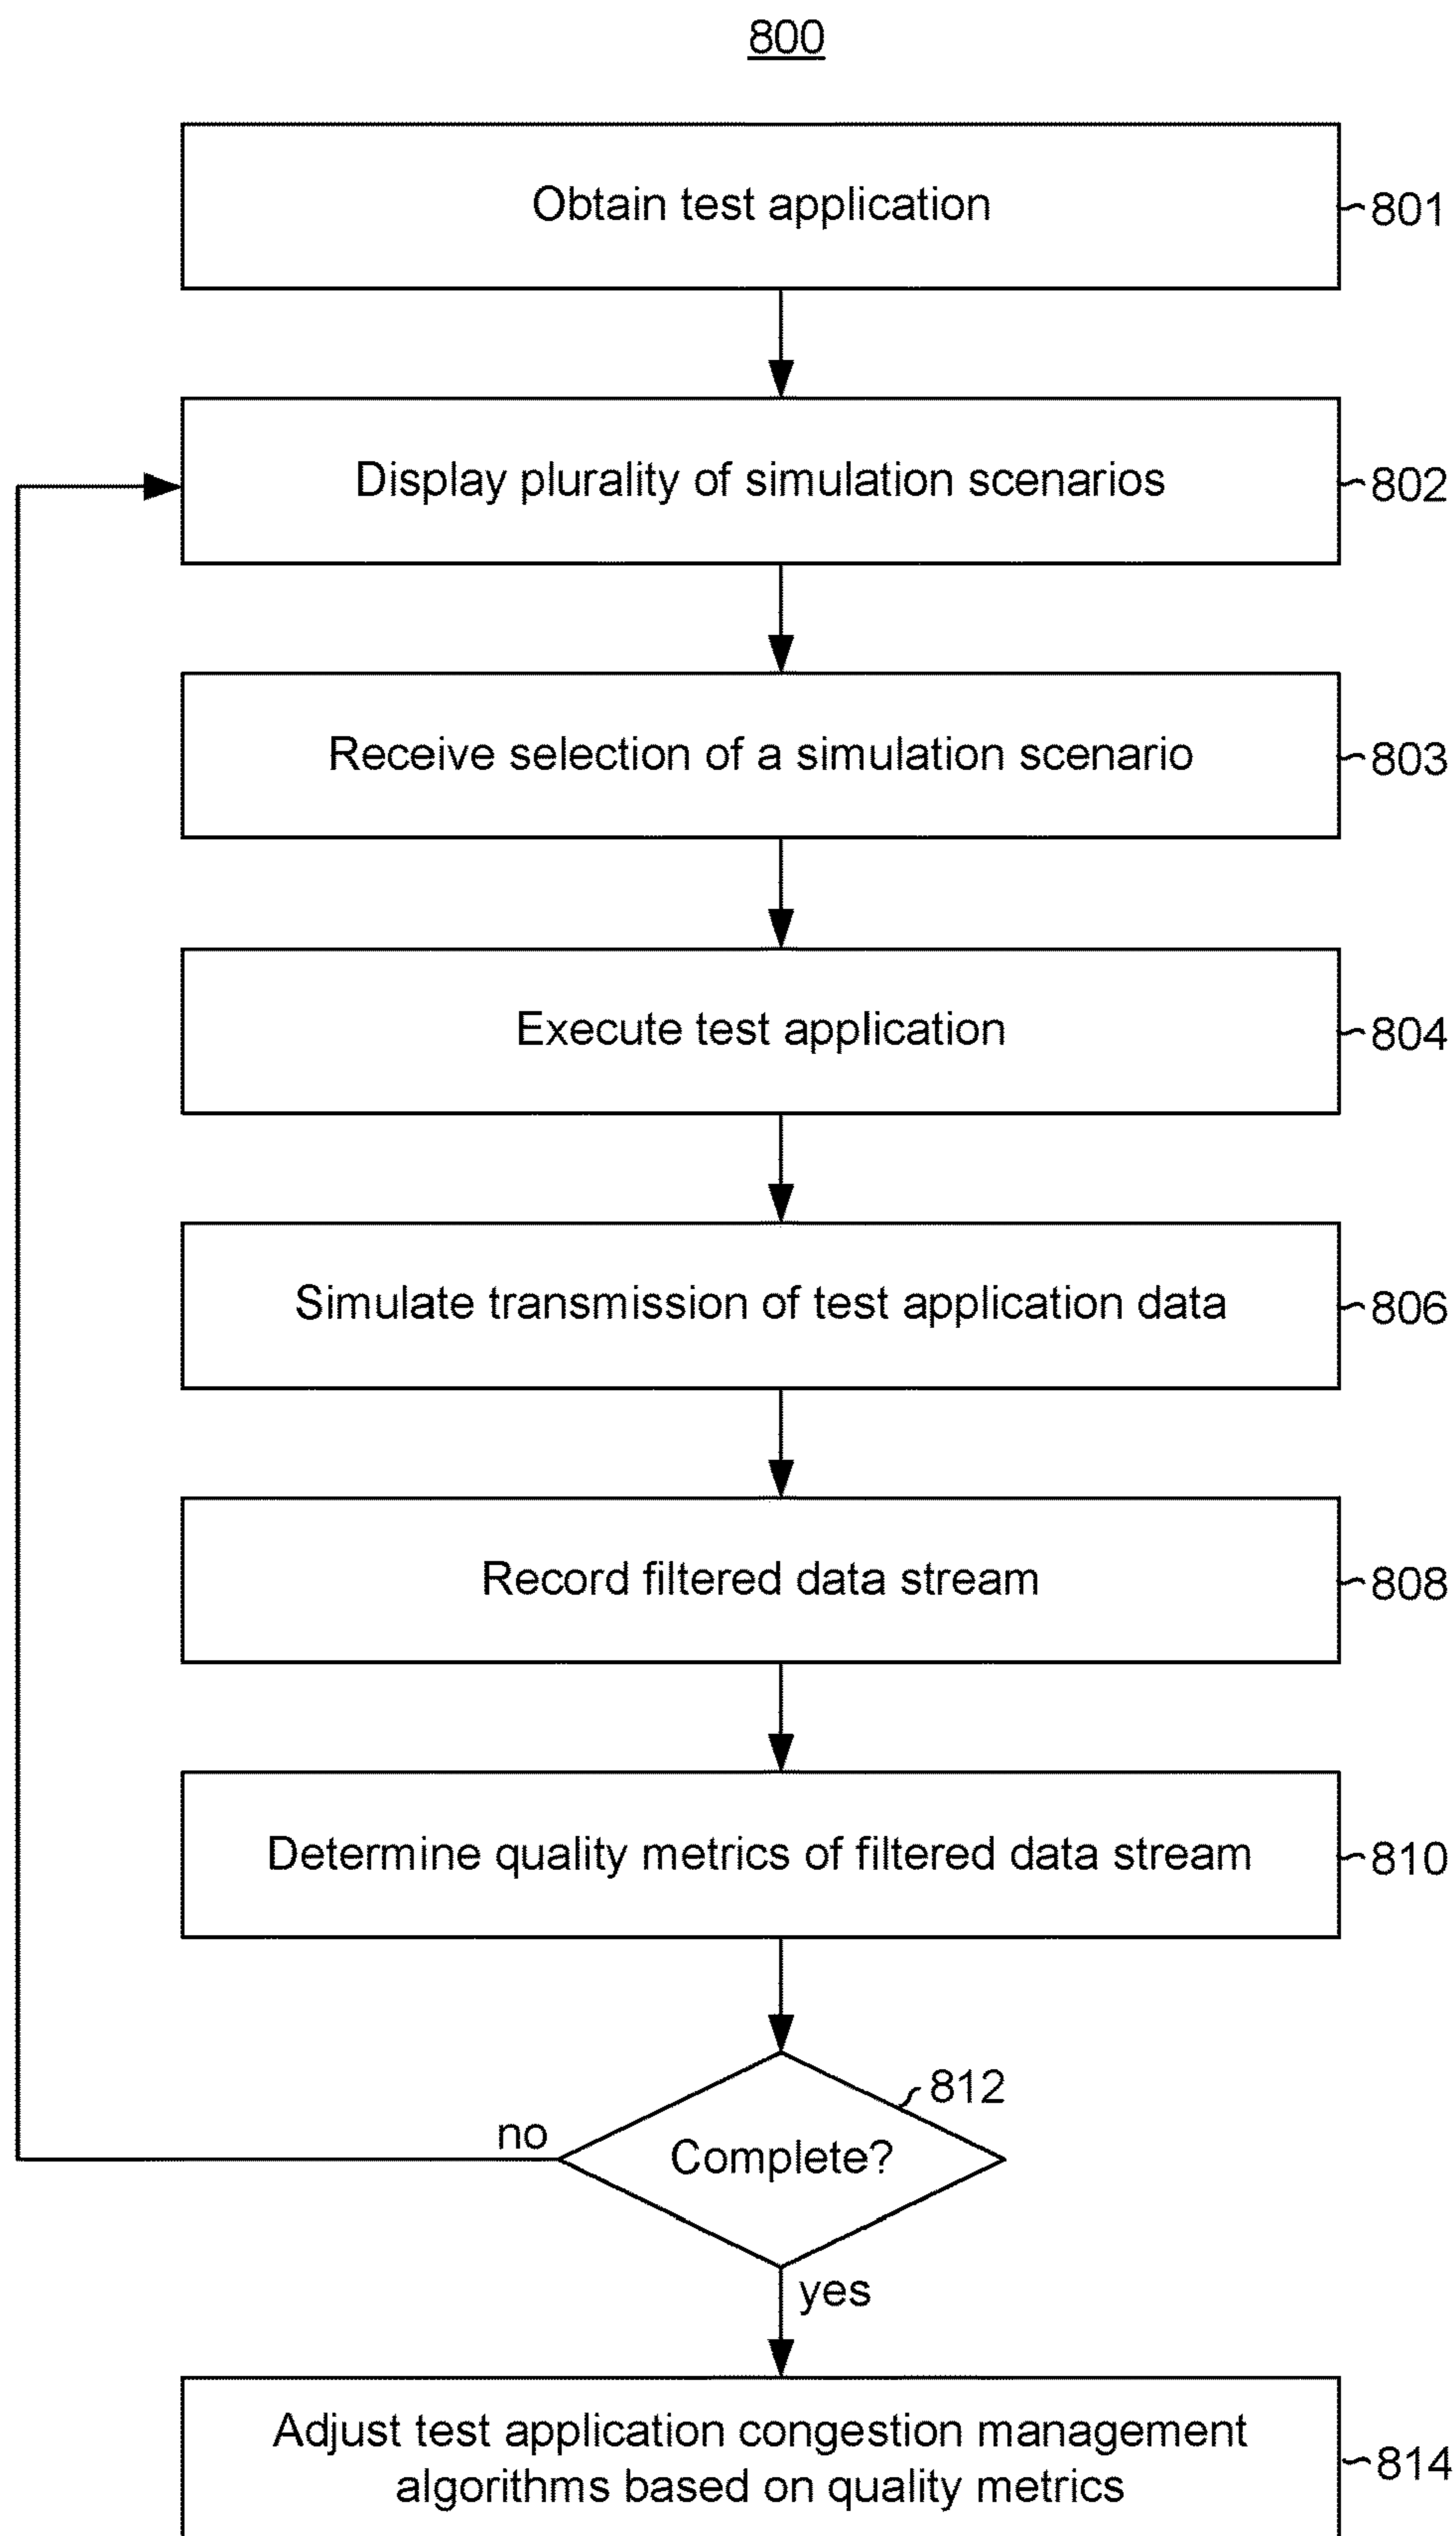 800
Obtain test application
801
Display plurality of simulation scenarios
802
Receive selection of a simulation scenario
803
Execute test application
804
Simulate transmission of test application data
806
Record filtered data stream
808
Determine quality metrics of filtered data stream
810
812
no
Complete?
yes
Adjust test application congestion management
algorithms based on quality metrics
814